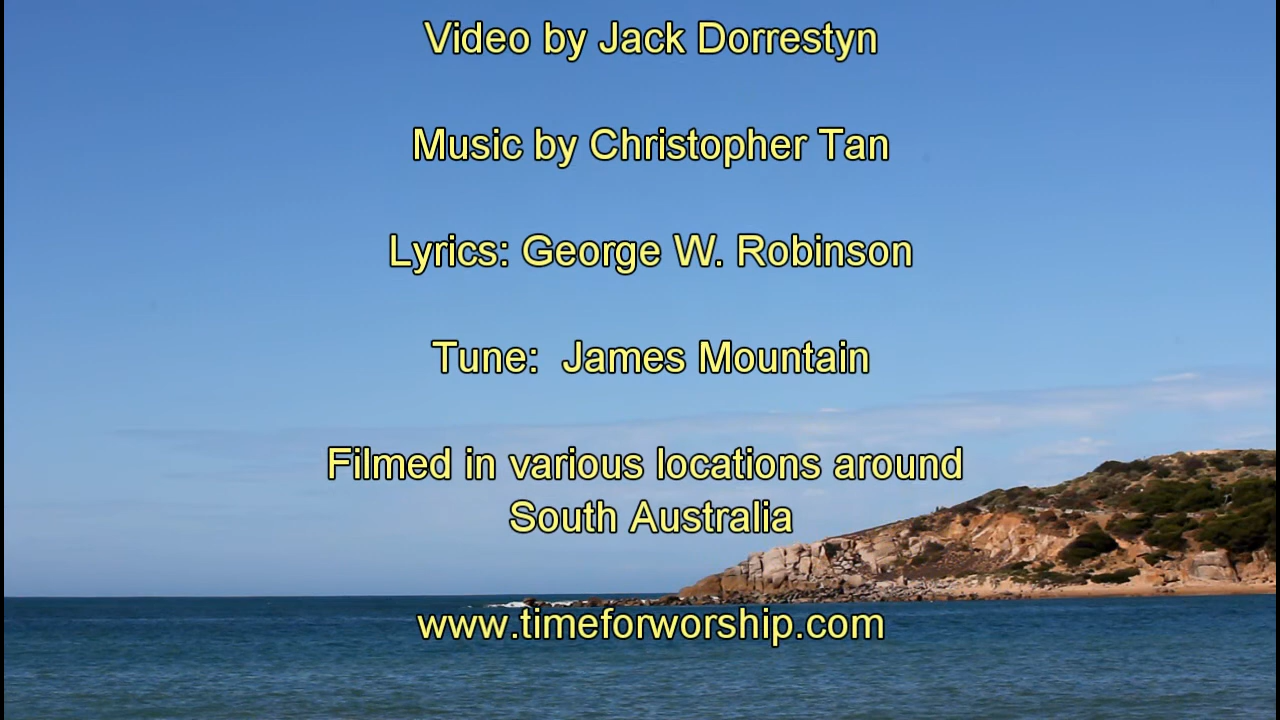 Video by Jack Dorrestyn
Music by Christopher Tan
Lyrics: George W. Robinson
Tune:  James Mountain
Filmed in various locations around
South Australia
www.timeforworship.com